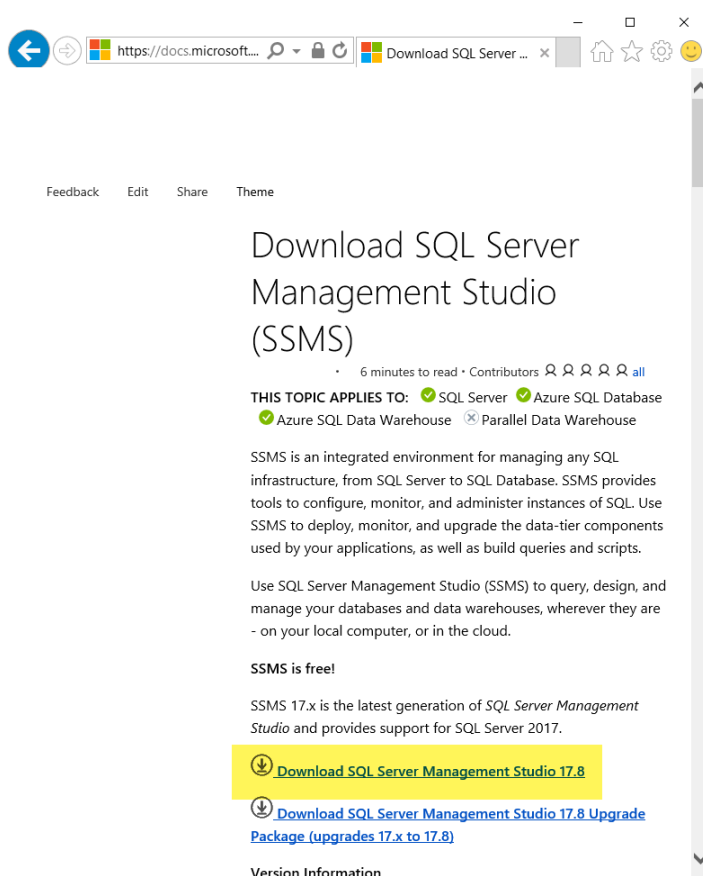 https://docs.microsoft....
Download SQL Server ...
Feedback Edit Share Theme
Download SQL Server
Management Studio
(SSMS)
• 6 minutes to read • Contributors all
THIS TOPIC APPLIES TO: SQL Server Azure SQL Database
Azure SQL Data Warehouse Parallel Data Warehouse
SSMS is an integrated environment for managing any SQL
infrastructure, from SQL Server to SQL Database. SSMS provides
tools to configure, monitor, and administer instances of SQL. Use
SSMS to deploy, monitor, and upgrade the data-tier components
used by your applications, as well as build queries and scripts.
Use SQL Server Management Studio (SSMS) to query, design, and
manage your databases and data warehouses, wherever they are
- on your local computer, or in the cloud.
SSMS is free!
SSMS 17.x is the latest generation of SQL Server Management
Studio and provides support for SQL Server 2017.
Download SQL Server Management Studio 17.8
Download SQL Server Management Studio 17.8 Upgrade
Package (upgrades 17.x to 17.8)
Version Information